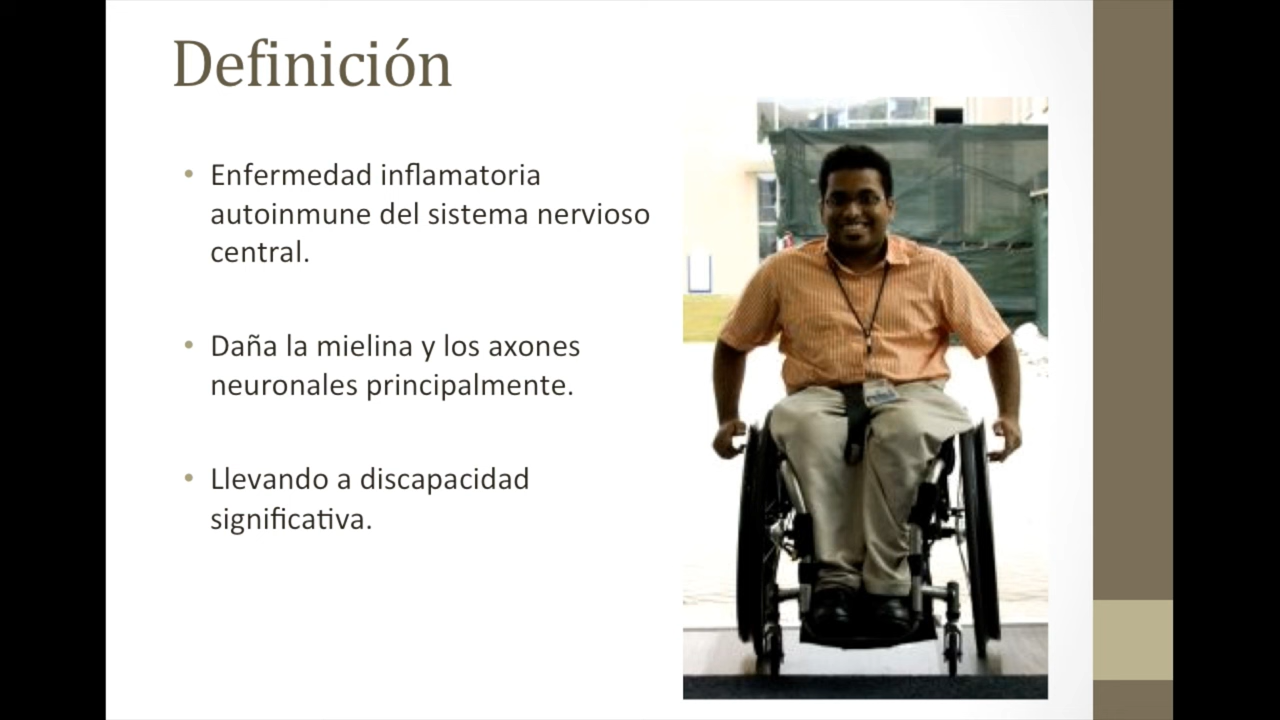 Definición
• Enfermedad inflamatoria
autoinmune del sistema nervioso
central.
• Daña la mielina y los axones
neuronales principalmente.
• Llevando a discapacidad
significativa.